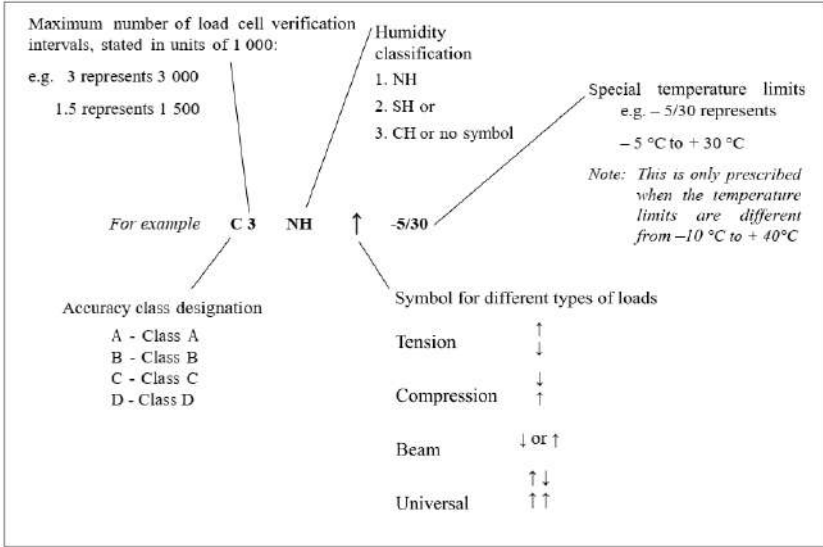 Maximum number of load cell verification
intervals, stated in units of 1 000:
e.g. 3 represents 3 000
1.5 represents 1 500
Humidity
classification
1. NH
2. SH or
3. CH or no symbol
Special temperature limits
e.g. – 5/30 represents
– 5 °C to + 30 °C
Note: This is only prescribed
when the temperature
limits are different
from –10 °C to + 40°C
For example C 3 NH ↑ -5/30
Accuracy class designation
A - Class A
B - Class B
C - Class C
D - Class D
Symbol for different types of loads
Tension ↑
↓
Compression ↓
↑
Beam ↓ or ↑
↑↓
Universal ↑↑